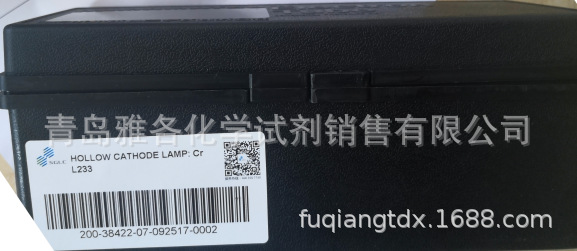 青岛雅各化学试剂销售有限公司
SGLC
HOLLOW CATHODE LAMP: Cr
L233
200-38422-07-092517-0002
fuqiangtdx.1688.com